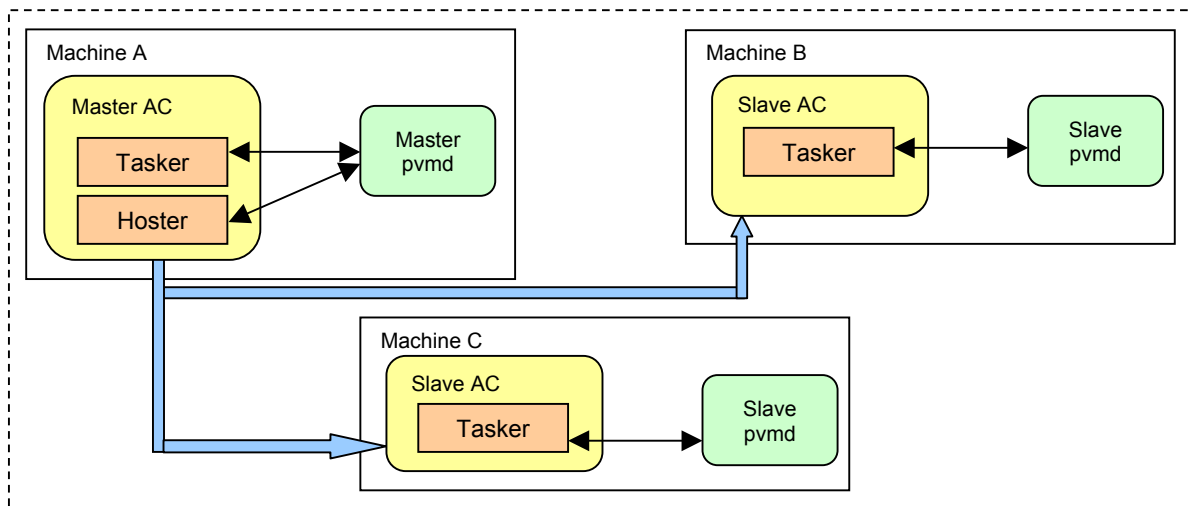 Machine A
Master AC
Tasker
Hoster
Master
pvmd
Machine B
Slave AC
Tasker
Slave
pvmd
Machine C
Slave AC
Tasker
Slave
pvmd